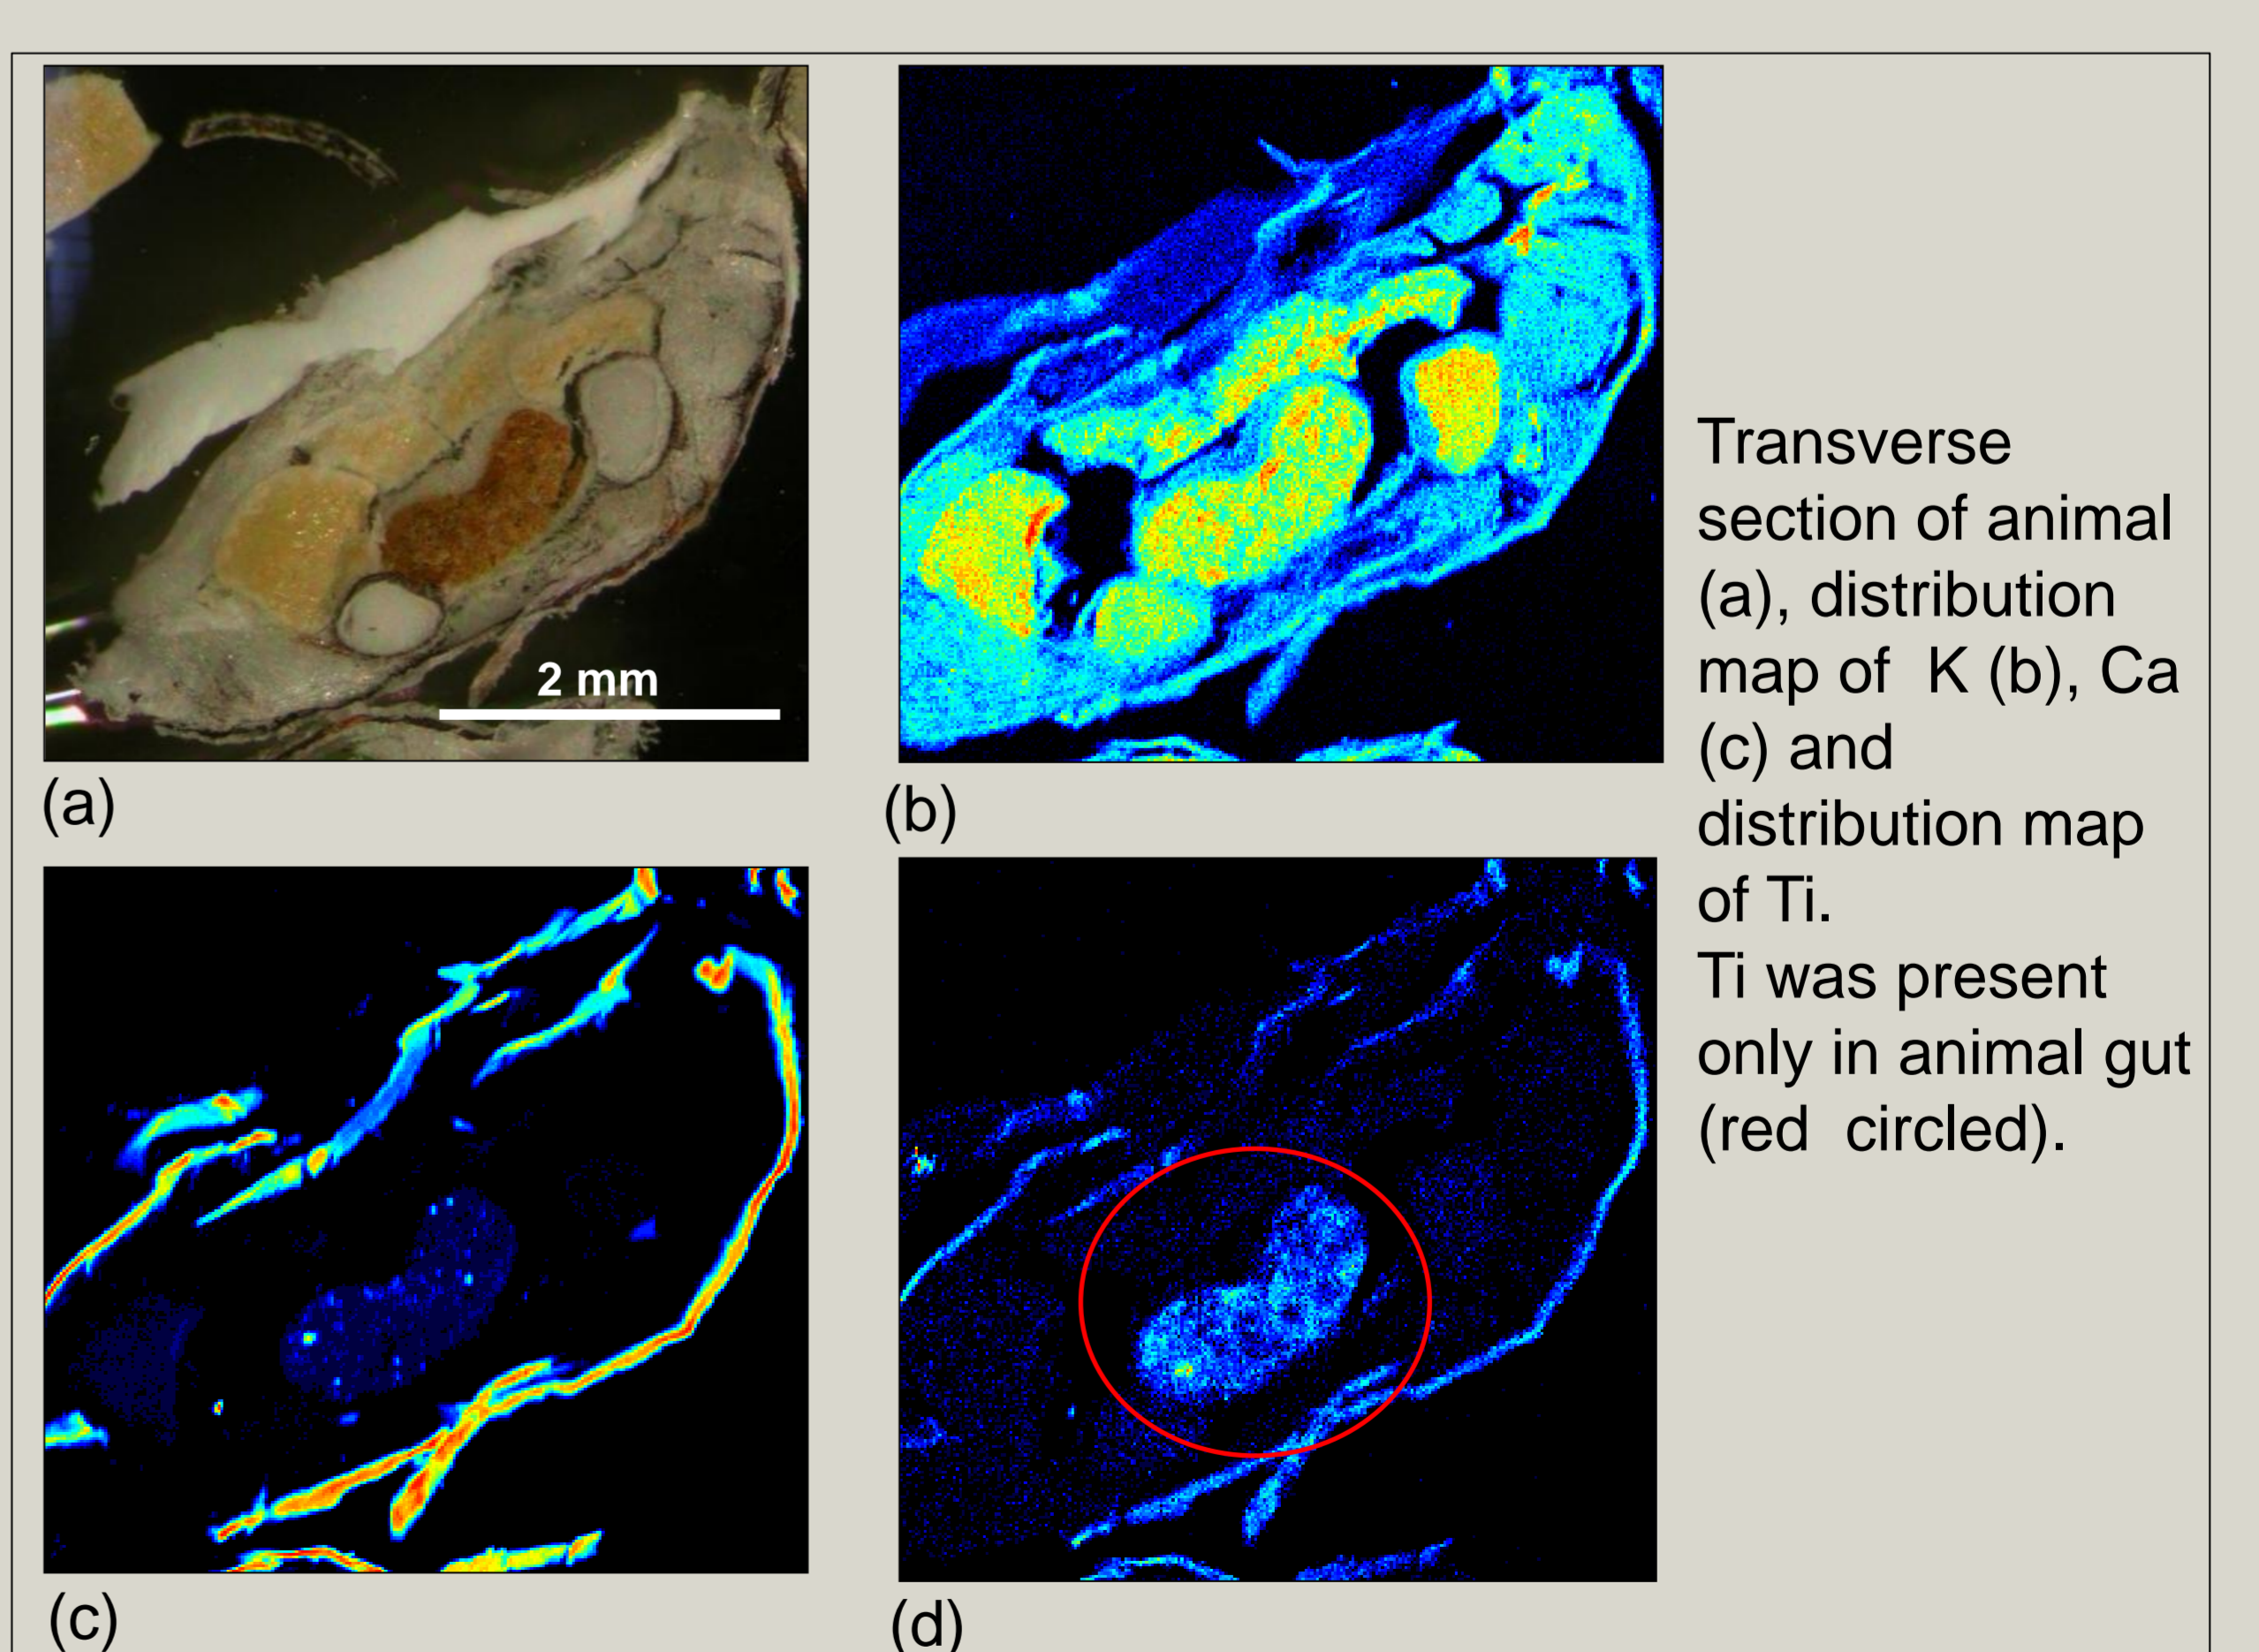 2 mm
(a)
(b)
(c)
(d)
Transverse
section of animal
(a), distribution
map of K (b), Ca
(c) and
distribution map
of Ti.
Ti was present
only in animal gut
(red circled).